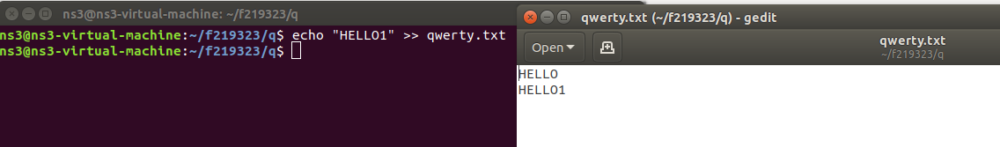 ns3@ns3-virtual-machine: ~/f219323/q
ns3@ns3-virtual-machine:~/f219323/q$ echo "HELLO1" >> qwerty.txt
ns3@ns3-virtual-machine:~/f219323/q$
qwerty.txt (~/f219323/q) - gedit
Open
qwerty.txt
~/f219323/q
HELLO
HELLO1